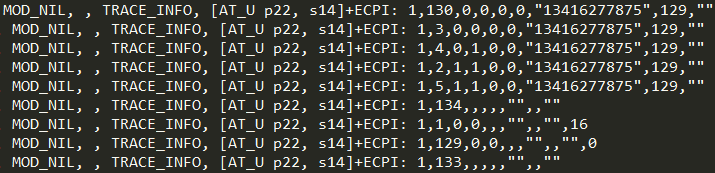 MOD_NIL, , TRACE_INFO, [AT_U p22, s14]+ECPI: 1,130,0,0,0,0,"13416277875",129,""
MOD_NIL, , TRACE_INFO, [AT_U p22, s14]+ECPI: 1,3,0,0,0,0,"13416277875",129,""
MOD_NIL, , TRACE_INFO, [AT_U p22, s14]+ECPI: 1,4,0,1,0,0,"13416277875",129,""
MOD_NIL, , TRACE_INFO, [AT_U p22, s14]+ECPI: 1,2,1,1,0,0,"13416277875",129,""
MOD_NIL, , TRACE_INFO, [AT_U p22, s14]+ECPI: 1,5,1,1,0,0,"13416277875",129,""
MOD_NIL, , TRACE_INFO, [AT_U p22, s14]+ECPI: 1,134,,,,,"",,""
MOD_NIL, , TRACE_INFO, [AT_U p22, s14]+ECPI: 1,1,0,0,,,"",,"",16
MOD_NIL, , TRACE_INFO, [AT_U p22, s14]+ECPI: 1,129,0,0,,,"",,"",0
MOD_NIL, , TRACE_INFO, [AT_U p22, s14]+ECPI: 1,133,,,,,"",,""